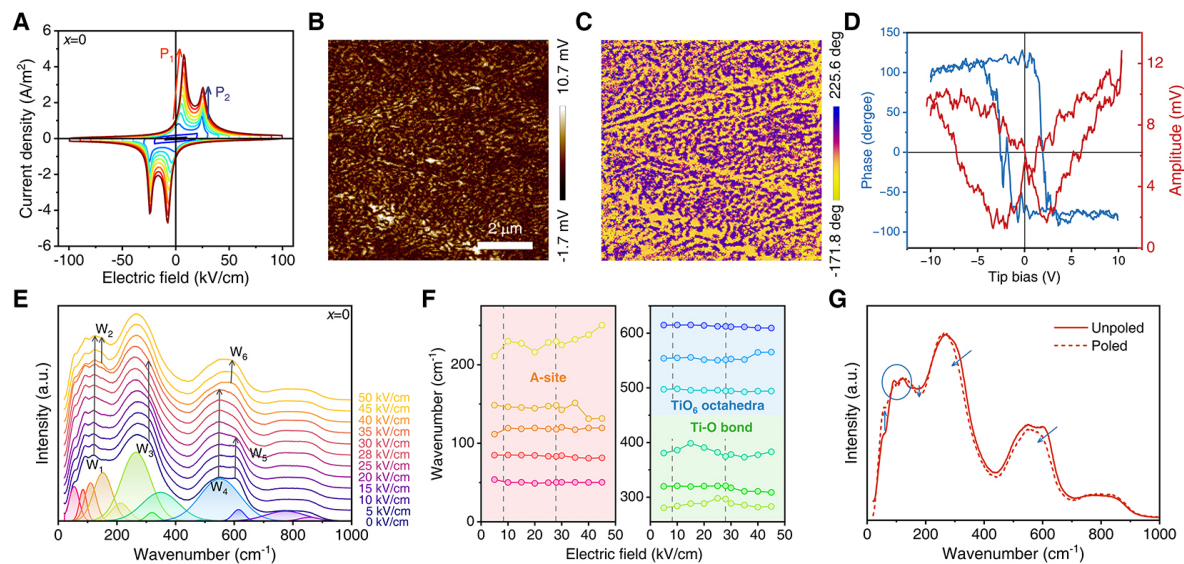 A
x=0
P1
P2
Current density (A/m2)
6
4
2
0
-2
-4
-6
-100
-50
0
50
100
Electric field (kV/cm)
B
2 μm
10.7 mV
-1.7 mV
C
225.6 deg
-171.8 deg
D
Phase (dergee)
150
100
50
0
-50
-100
-10
-5
0
5
10
Tip bias (V)
12
8
4
0
Amplitude (mV)
E
x=0
W2
W6
W1
W3
W4
W5
50 kV/cm
45 kV/cm
40 kV/cm
35 kV/cm
30 kV/cm
28 kV/cm
25 kV/cm
20 kV/cm
15 kV/cm
10 kV/cm
5 kV/cm
0 kV/cm
Intensity (a.u.)
0
200
400
600
800
1000
Wavenumber (cm-1)
F
Wavenumber (cm-1)
200
100
0
A-site
600
500
400
300
TiO6 octahedra
Ti-O bond
0
10
20
30
40
50
0
10
20
30
40
50
Electric field (kV/cm)
G
Unpoled
Poled
Intensity (a.u.)
0
200
400
600
800
1000
Wavenumber (cm-1)